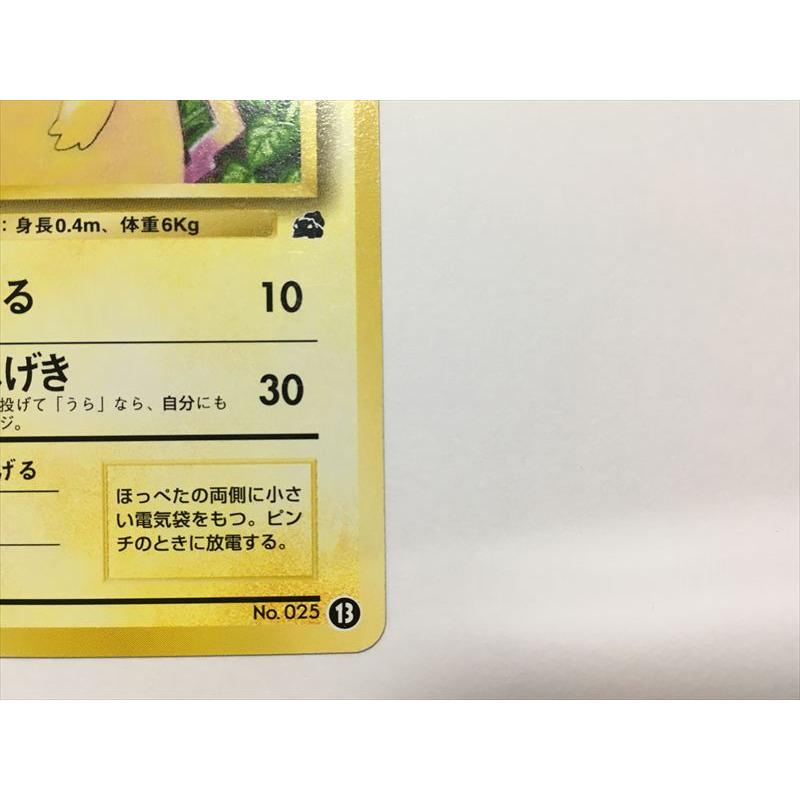 ：身長0.4m、体重6Kg
る 10
げき 30
投げて「うら」なら、自分にも
ジ。
げる
ほっぺたの両側に小さ
い電気袋をもつ。ピン
チのときに放電する。
No. 025 13